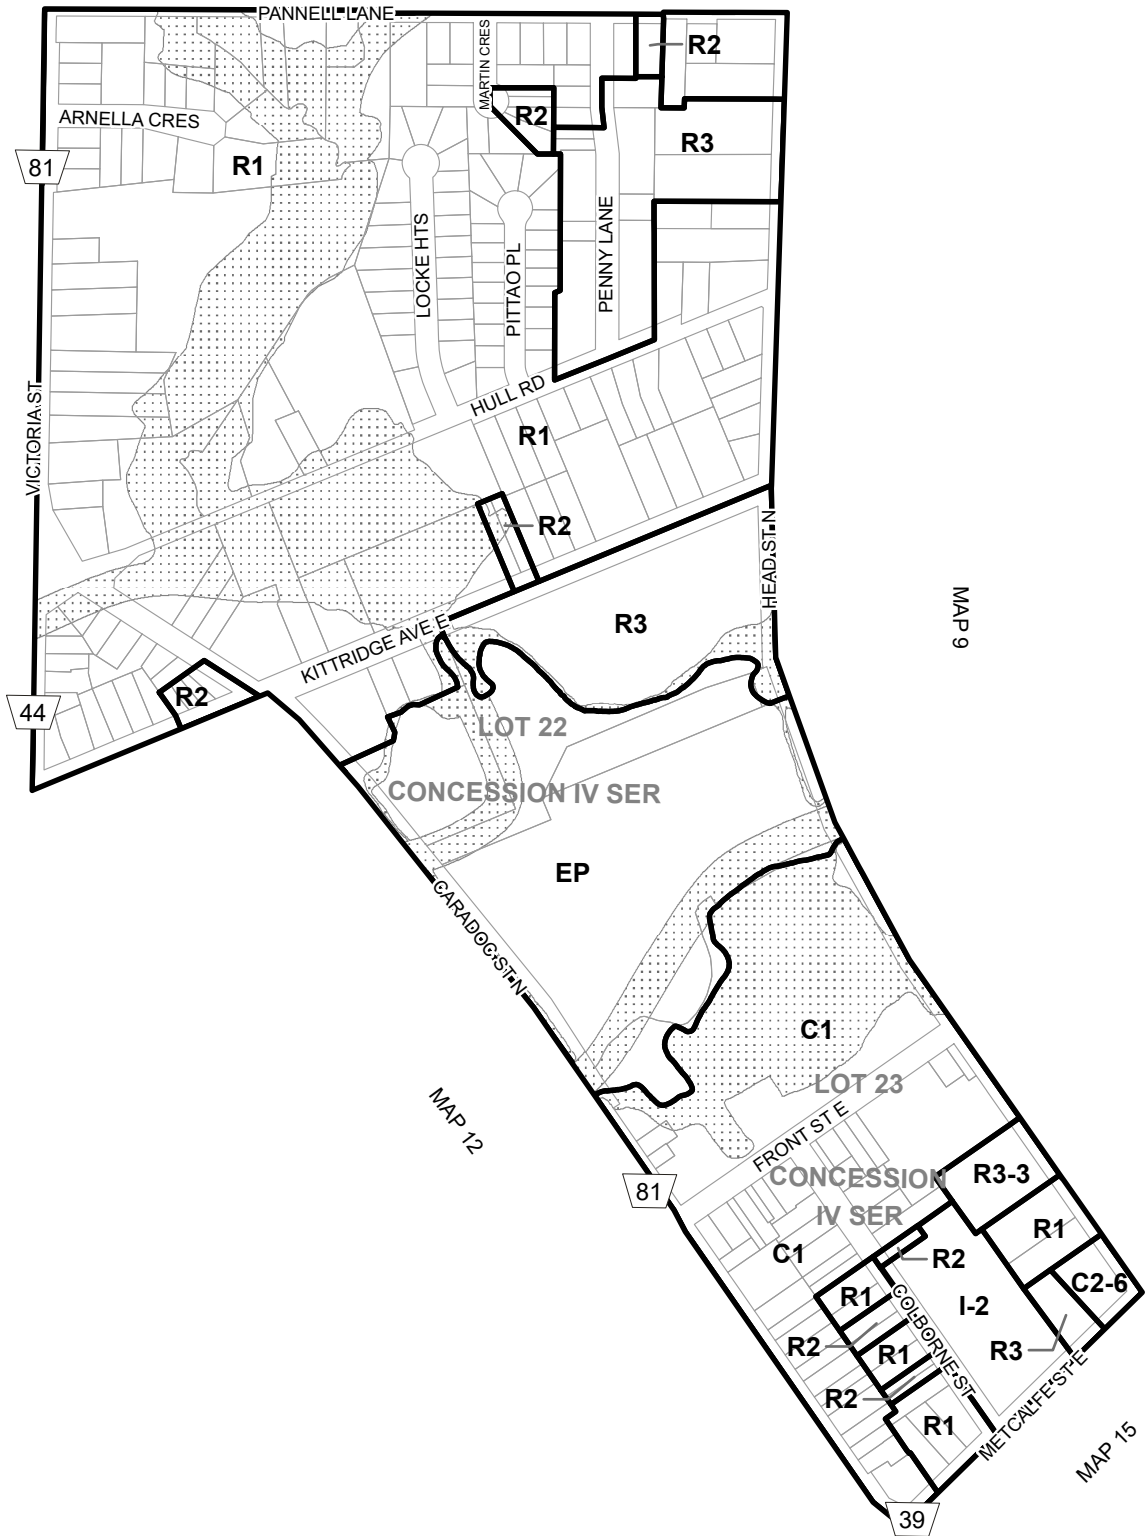 PANNELL LANE
MARTIN CRES
R2
ARNELLA CRES
R2
R3
81
R1
LOCKE HTS
PITTAO PL
PENNY LANE
VICTORIA ST
HULL RD
R1
R2
HEAD ST N
MAP 9
R3
KITTRIDGE AVE E
R2
44
LOT 22
CONCESSION IV SER
EP
CARADOC ST N
C1
LOT 23
MAP 12
FRONT ST E
81
CONCESSION
IV SER
R3-3
R1
C1
R2
C2-6
R1
COLBORNE ST
I-2
R2
R1
R3
R2
R1
METCALFE ST E
MAP 15
39